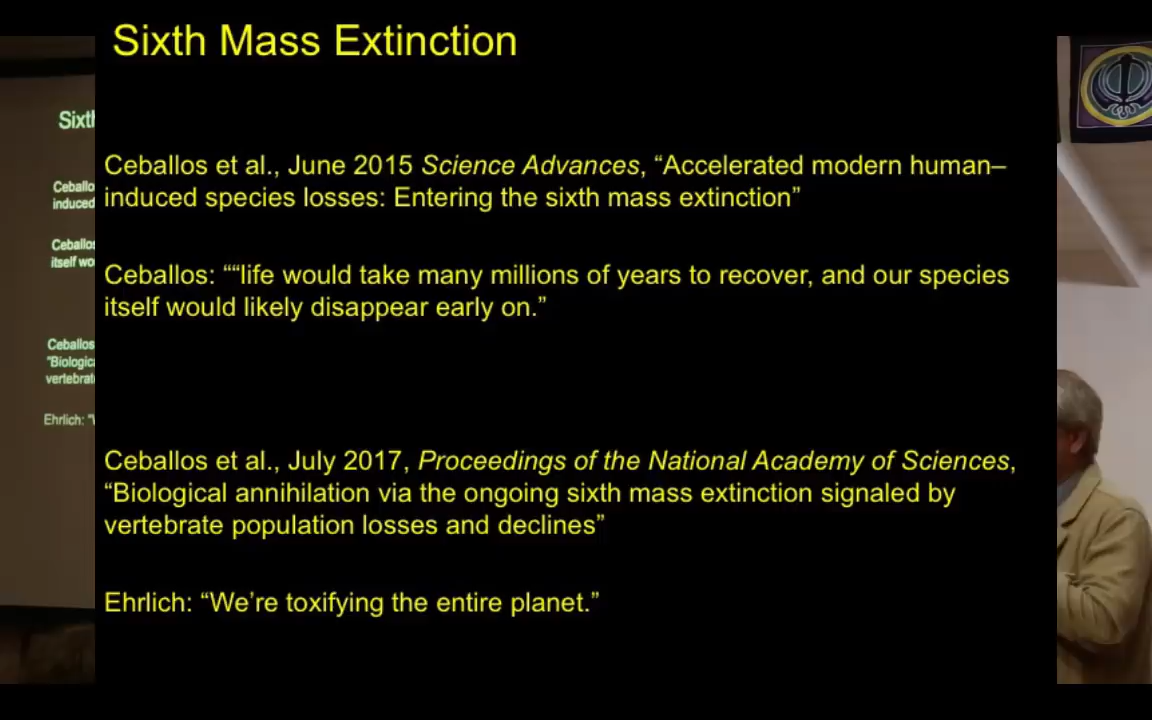 Sixth Mass Extinction
Ceballos et al., June 2015 Science Advances, “Accelerated modern human–
induced species losses: Entering the sixth mass extinction”
Ceballos: ““life would take many millions of years to recover, and our species
itself would likely disappear early on.”
Ceballos et al., July 2017, Proceedings of the National Academy of Sciences,
“Biological annihilation via the ongoing sixth mass extinction signaled by
vertebrate population losses and declines”
Ehrlich: “We’re toxifying the entire planet.”